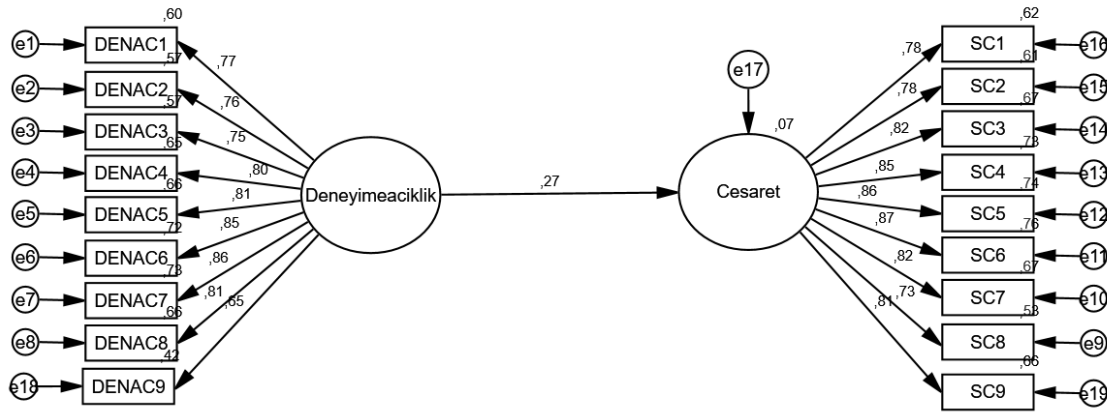 ,60
e1
DENAC1
,57
e2
DENAC2
,57
e3
DENAC3
,65
e4
DENAC4
,66
e5
DENAC5
,72
e6
DENAC6
,73
e7
DENAC7
,66
e8
DENAC8
,42
e18
DENAC9
,77
,76
,75
,80
,81
,85
,86
,81
,65
Deneyimeaciklik
,27
e17
,07
Cesaret
,78
,78
,82
,85
,86
,87
,82
,73
,81
,62
SC1
e16
,61
SC2
e15
,67
SC3
e14
,73
SC4
e13
,74
SC5
e12
,76
SC6
e11
,67
SC7
e10
,53
SC8
e9
,66
SC9
e19